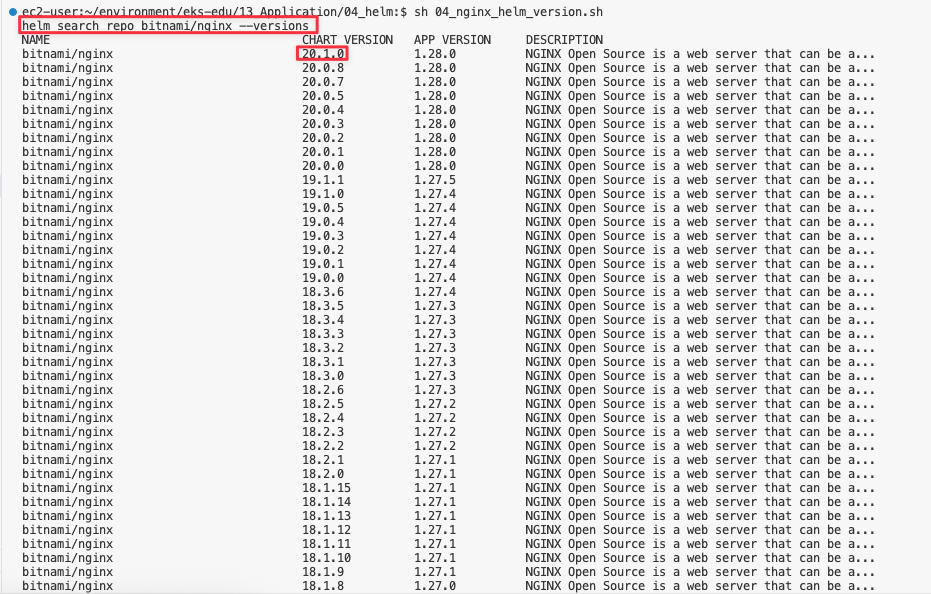 ec2-user:~/environment/eks-edu/13_Application/04_helm:$ sh 04_nginx_helm_version.sh
helm search repo bitnami/nginx --versions
NAME CHART VERSION APP VERSION DESCRIPTION
bitnami/nginx 20.1.0 1.28.0 NGINX Open Source is a web server that can be a...
bitnami/nginx 20.0.8 1.28.0 NGINX Open Source is a web server that can be a...
bitnami/nginx 20.0.7 1.28.0 NGINX Open Source is a web server that can be a...
bitnami/nginx 20.0.5 1.28.0 NGINX Open Source is a web server that can be a...
bitnami/nginx 20.0.4 1.28.0 NGINX Open Source is a web server that can be a...
bitnami/nginx 20.0.3 1.28.0 NGINX Open Source is a web server that can be a...
bitnami/nginx 20.0.2 1.28.0 NGINX Open Source is a web server that can be a...
bitnami/nginx 20.0.1 1.28.0 NGINX Open Source is a web server that can be a...
bitnami/nginx 20.0.0 1.28.0 NGINX Open Source is a web server that can be a...
bitnami/nginx 19.1.1 1.27.5 NGINX Open Source is a web server that can be a...
bitnami/nginx 19.1.0 1.27.4 NGINX Open Source is a web server that can be a...
bitnami/nginx 19.0.5 1.27.4 NGINX Open Source is a web server that can be a...
bitnami/nginx 19.0.4 1.27.4 NGINX Open Source is a web server that can be a...
bitnami/nginx 19.0.3 1.27.4 NGINX Open Source is a web server that can be a...
bitnami/nginx 19.0.2 1.27.4 NGINX Open Source is a web server that can be a...
bitnami/nginx 19.0.1 1.27.4 NGINX Open Source is a web server that can be a...
bitnami/nginx 19.0.0 1.27.4 NGINX Open Source is a web server that can be a...
bitnami/nginx 18.3.6 1.27.4 NGINX Open Source is a web server that can be a...
bitnami/nginx 18.3.5 1.27.3 NGINX Open Source is a web server that can be a...
bitnami/nginx 18.3.4 1.27.3 NGINX Open Source is a web server that can be a...
bitnami/nginx 18.3.3 1.27.3 NGINX Open Source is a web server that can be a...
bitnami/nginx 18.3.2 1.27.3 NGINX Open Source is a web server that can be a...
bitnami/nginx 18.3.1 1.27.3 NGINX Open Source is a web server that can be a...
bitnami/nginx 18.3.0 1.27.3 NGINX Open Source is a web server that can be a...
bitnami/nginx 18.2.6 1.27.3 NGINX Open Source is a web server that can be a...
bitnami/nginx 18.2.5 1.27.2 NGINX Open Source is a web server that can be a...
bitnami/nginx 18.2.4 1.27.2 NGINX Open Source is a web server that can be a...
bitnami/nginx 18.2.3 1.27.2 NGINX Open Source is a web server that can be a...
bitnami/nginx 18.2.2 1.27.2 NGINX Open Source is a web server that can be a...
bitnami/nginx 18.2.1 1.27.1 NGINX Open Source is a web server that can be a...
bitnami/nginx 18.2.0 1.27.1 NGINX Open Source is a web server that can be a...
bitnami/nginx 18.1.15 1.27.1 NGINX Open Source is a web server that can be a...
bitnami/nginx 18.1.14 1.27.1 NGINX Open Source is a web server that can be a...
bitnami/nginx 18.1.13 1.27.1 NGINX Open Source is a web server that can be a...
bitnami/nginx 18.1.12 1.27.1 NGINX Open Source is a web server that can be a...
bitnami/nginx 18.1.11 1.27.1 NGINX Open Source is a web server that can be a...
bitnami/nginx 18.1.10 1.27.1 NGINX Open Source is a web server that can be a...
bitnami/nginx 18.1.9 1.27.1 NGINX Open Source is a web server that can be a...
bitnami/nginx 18.1.8 1.27.0 NGINX Open Source is a web server that can be a...